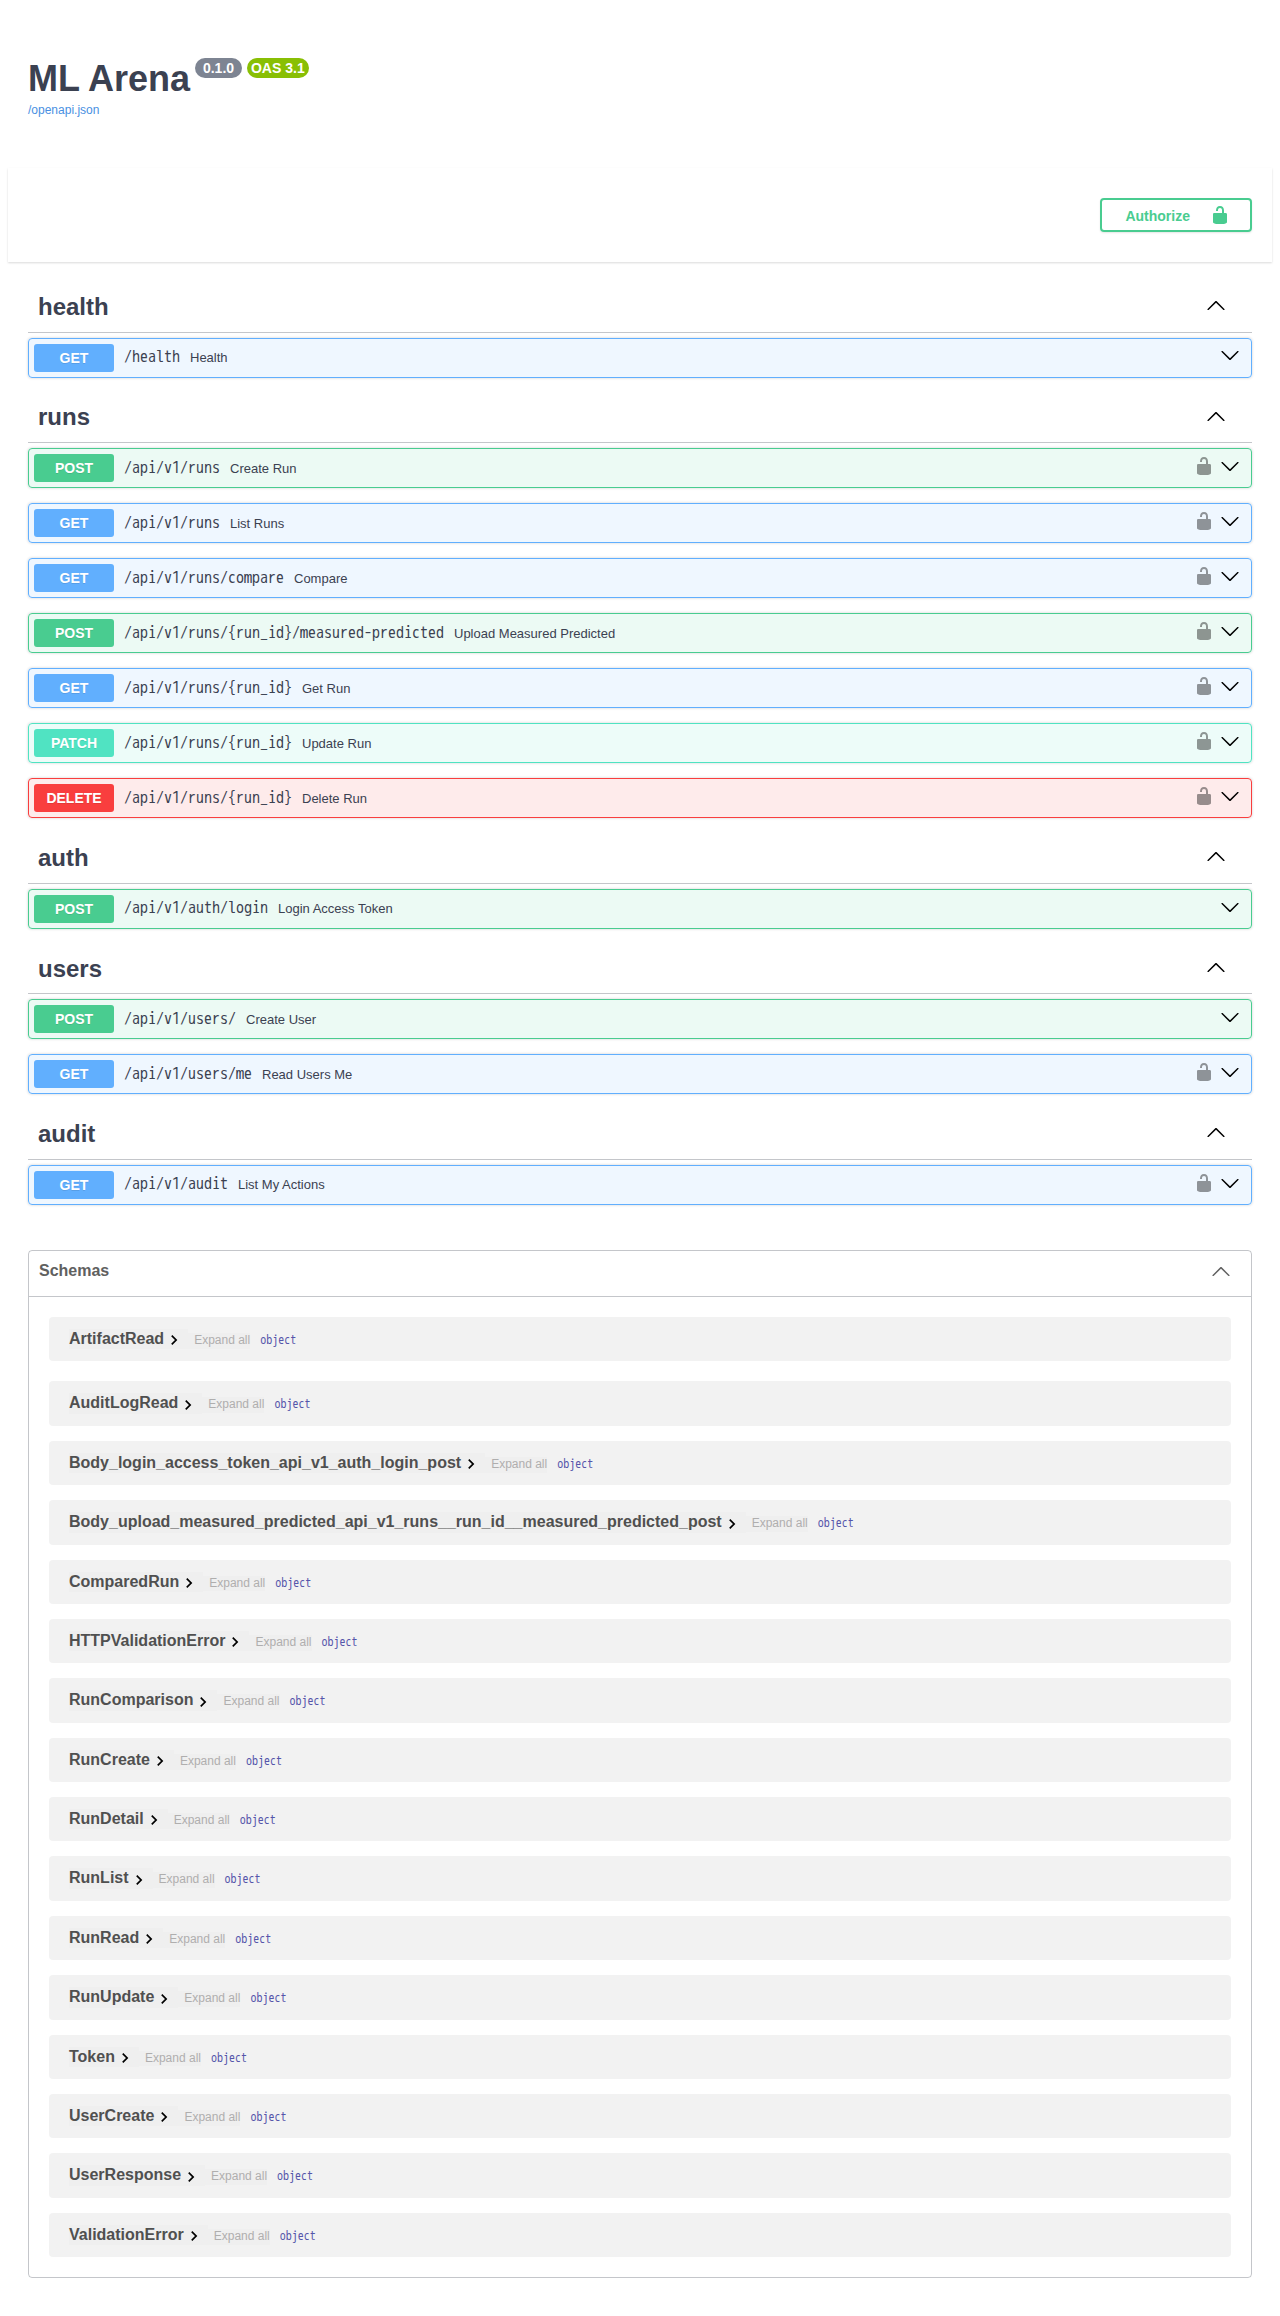 ML Arena 0.1.0 OAS 3.1
/openapi.json
Authorize
health
GET /health Health
runs
POST /api/v1/runs Create Run
GET /api/v1/runs List Runs
GET /api/v1/runs/compare Compare
POST /api/v1/runs/{run_id}/measured-predicted Upload Measured Predicted
GET /api/v1/runs/{run_id} Get Run
PATCH /api/v1/runs/{run_id} Update Run
DELETE /api/v1/runs/{run_id} Delete Run
auth
POST /api/v1/auth/login Login Access Token
users
POST /api/v1/users/ Create User
GET /api/v1/users/me Read Users Me
audit
GET /api/v1/audit List My Actions
Schemas
ArtifactRead Expand all object
AuditLogRead Expand all object
Body_login_access_token_api_v1_auth_login_post Expand all object
Body_upload_measured_predicted_api_v1_runs__run_id__measured_predicted_post Expand all object
ComparedRun Expand all object
HTTPValidationError Expand all object
RunComparison Expand all object
RunCreate Expand all object
RunDetail Expand all object
RunList Expand all object
RunRead Expand all object
RunUpdate Expand all object
Token Expand all object
UserCreate Expand all object
UserResponse Expand all object
ValidationError Expand all object